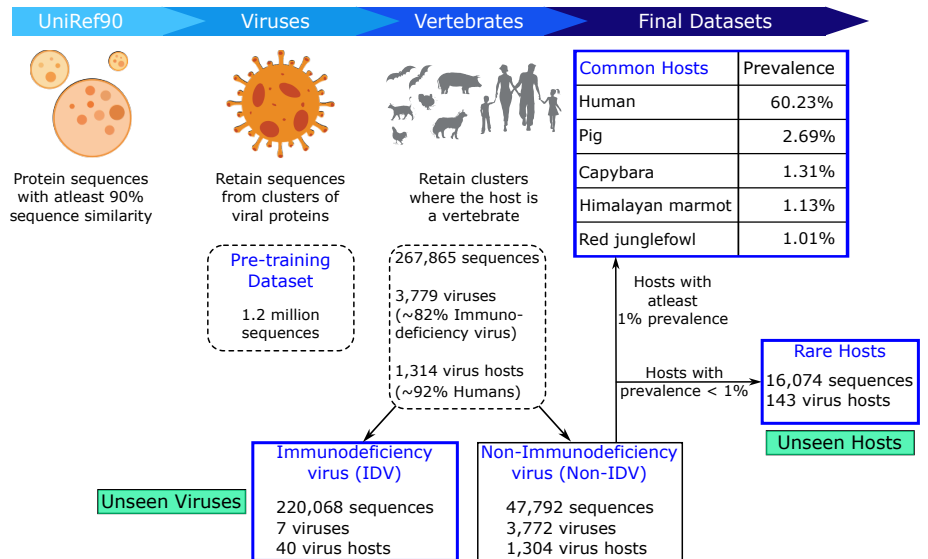 UniRef90
Viruses
Vertebrates
Final Datasets
Protein sequences
with atleast 90%
sequence similarity
Retain sequences
from clusters of
viral proteins
Retain clusters
where the host is
a vertebrate
Common Hosts Prevalence
Human 60.23%
Pig 2.69%
Capybara 1.31%
Himalayan marmot 1.13%
Red junglefowl 1.01%
Pre-training
Dataset
1.2 million
sequences
267,865 sequences
3,779 viruses
(~82% Immuno-
deficiency virus)
1,314 virus hosts
(~92% Humans)
Hosts with
atleast
1% prevalence
Hosts with
prevalence < 1%
Rare Hosts
16,074 sequences
143 virus hosts
Unseen Hosts
Unseen Viruses
Immunodeficiency
virus (IDV)
220,068 sequences
7 viruses
40 virus hosts
Non-Immunodeficiency
virus (Non-IDV)
47,792 sequences
3,772 viruses
1,304 virus hosts